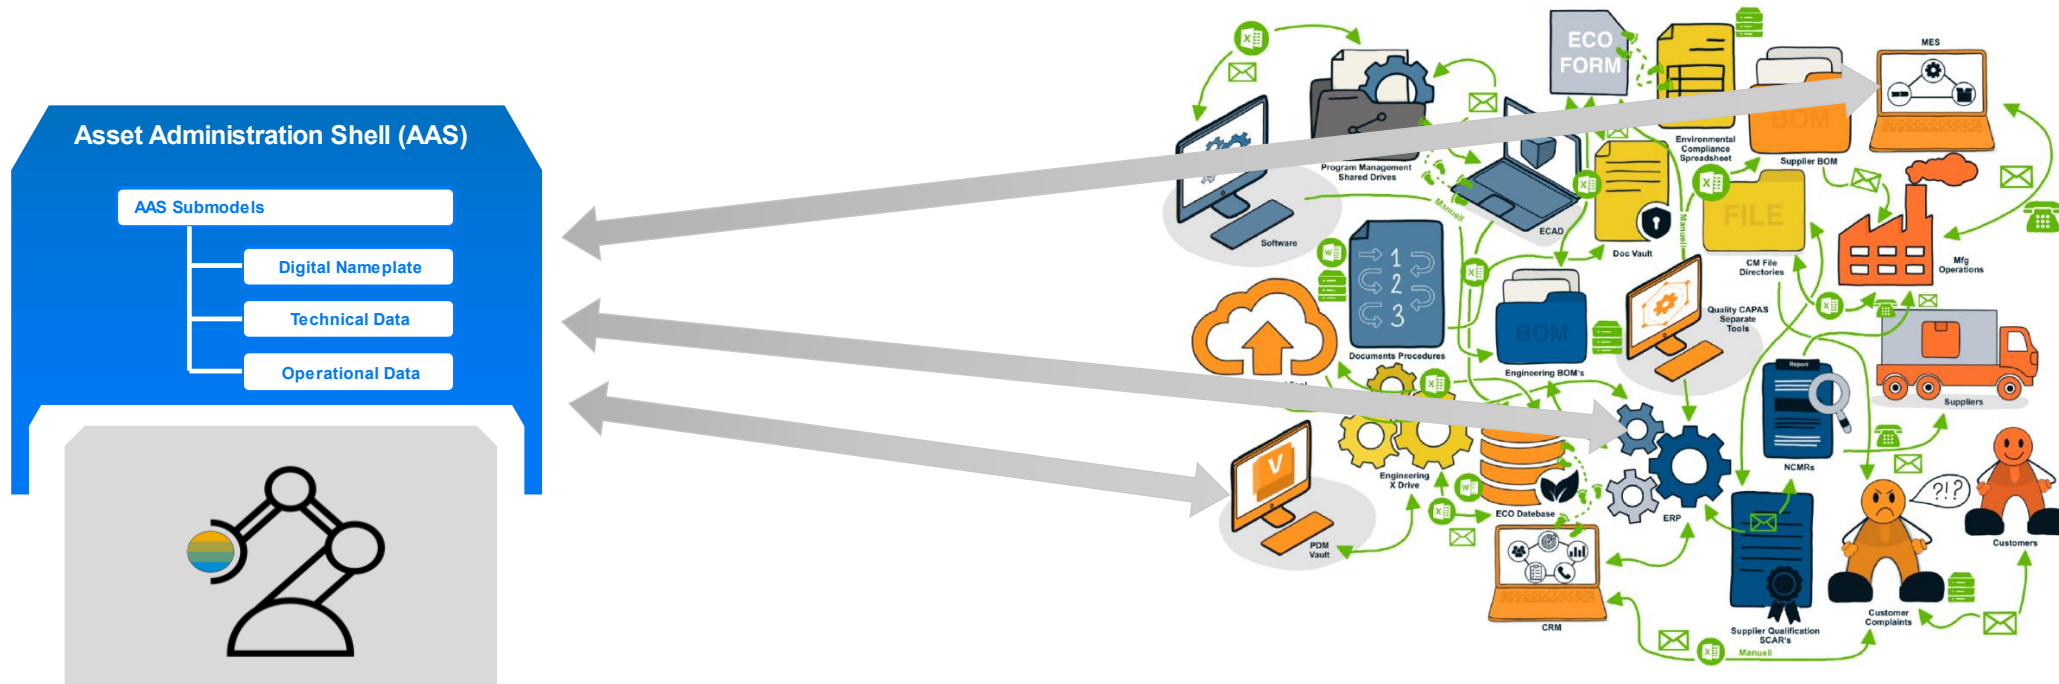 Asset Administration Shell (AAS)
AAS Submodels
Digital Nameplate
Technical Data
Operational Data
ECO
FORM
MES
BOM
Environmental
Compliance
Spreadsheet
Supplier BOM
Program Management
Shared Drives
Manuell
Software
ECAD
Doc Vault
Manuell
FILE
CM File
Directories
Mfg
Operations
1
2
3
Documents Procedures
BOM
Engineering BOM's
Quality CAPAS
Separate
Tools
Report
NCMRs
Suppliers
V
PDM
Vault
Engineering
X Drive
ECO Datebase
ERP
CRM
Supplier Qualification
SCAR's
?!?
Customer
Complaints
Customers
Manuell